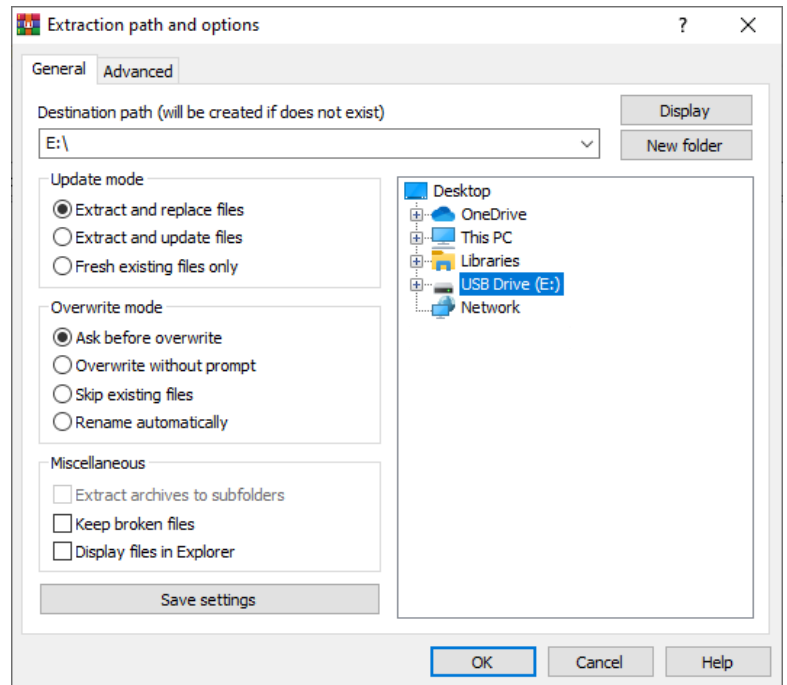 Extraction path and options
?
General
Advanced
Destination path (will be created if does not exist)
Display
E:\
New folder
Update mode
Extract and replace files
Extract and update files
Fresh existing files only
Overwrite mode
Ask before overwrite
Overwrite without prompt
Skip existing files
Rename automatically
Miscellaneous
Extract archives to subfolders
Keep broken files
Display files in Explorer
Save settings
Desktop
OneDrive
This PC
Libraries
USB Drive (E:)
Network
OK
Cancel
Help